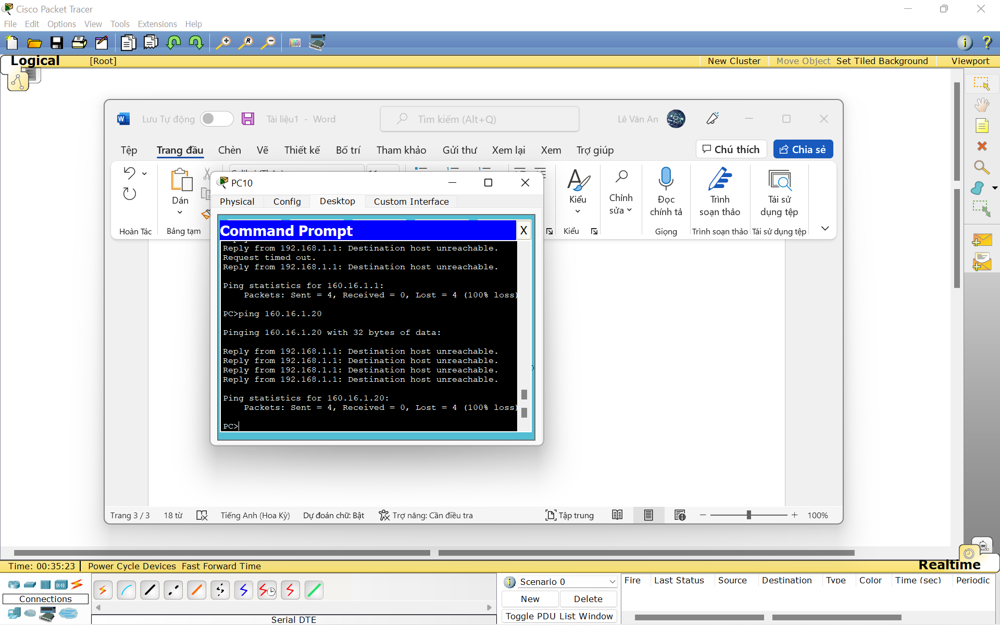 Cisco Packet Tracer
File Edit Options View Tools Extensions Help
Logical [Root] New Cluster Move Object Set Tiled Background Viewport
Lưu Tự động Tài liệu1 - Word Tìm kiếm (Alt+Q) Lê Văn An
Tệp Trang đầu Chèn Vẽ Thiết kế Bố trí Tham khảo Gửi thư Xem lại Xem Trợ giúp Chú thích Chia sẻ
Dán
Kiểu
Chỉnh sửa
Đọc chính tả
Trình soạn thảo
Tái sử dụng tệp
Hoàn Tác Bảng tạm Kiểu Giọng Trình soạn thảo Tái sử dụng tệp
PC10
Physical Config Desktop Custom Interface
Command Prompt X
Reply from 192.168.1.1: Destination host unreachable.
Request timed out.
Reply from 192.168.1.1: Destination host unreachable.
Ping statistics for 160.16.1.1:
Packets: Sent = 4, Received = 0, Lost = 4 (100% loss)
PC>ping 160.16.1.20
Pinging 160.16.1.20 with 32 bytes of data:
Reply from 192.168.1.1: Destination host unreachable.
Reply from 192.168.1.1: Destination host unreachable.
Reply from 192.168.1.1: Destination host unreachable.
Reply from 192.168.1.1: Destination host unreachable.
Ping statistics for 160.16.1.20:
Packets: Sent = 4, Received = 0, Lost = 4 (100% loss)
PC>
Trang 3 / 3 18 từ Tiếng Anh (Hoa Kỳ) Dự đoán chữ: Bật Trợ năng: Cần điều tra Tập trung 100%
Realtime
Time: 00:35:23 Power Cycle Devices Fast Forward Time
Connections
Serial DTE
Scenario 0
New Delete
Toggle PDU List Window
Fire Last Status Source Destination Type Color Time (sec) Periodic